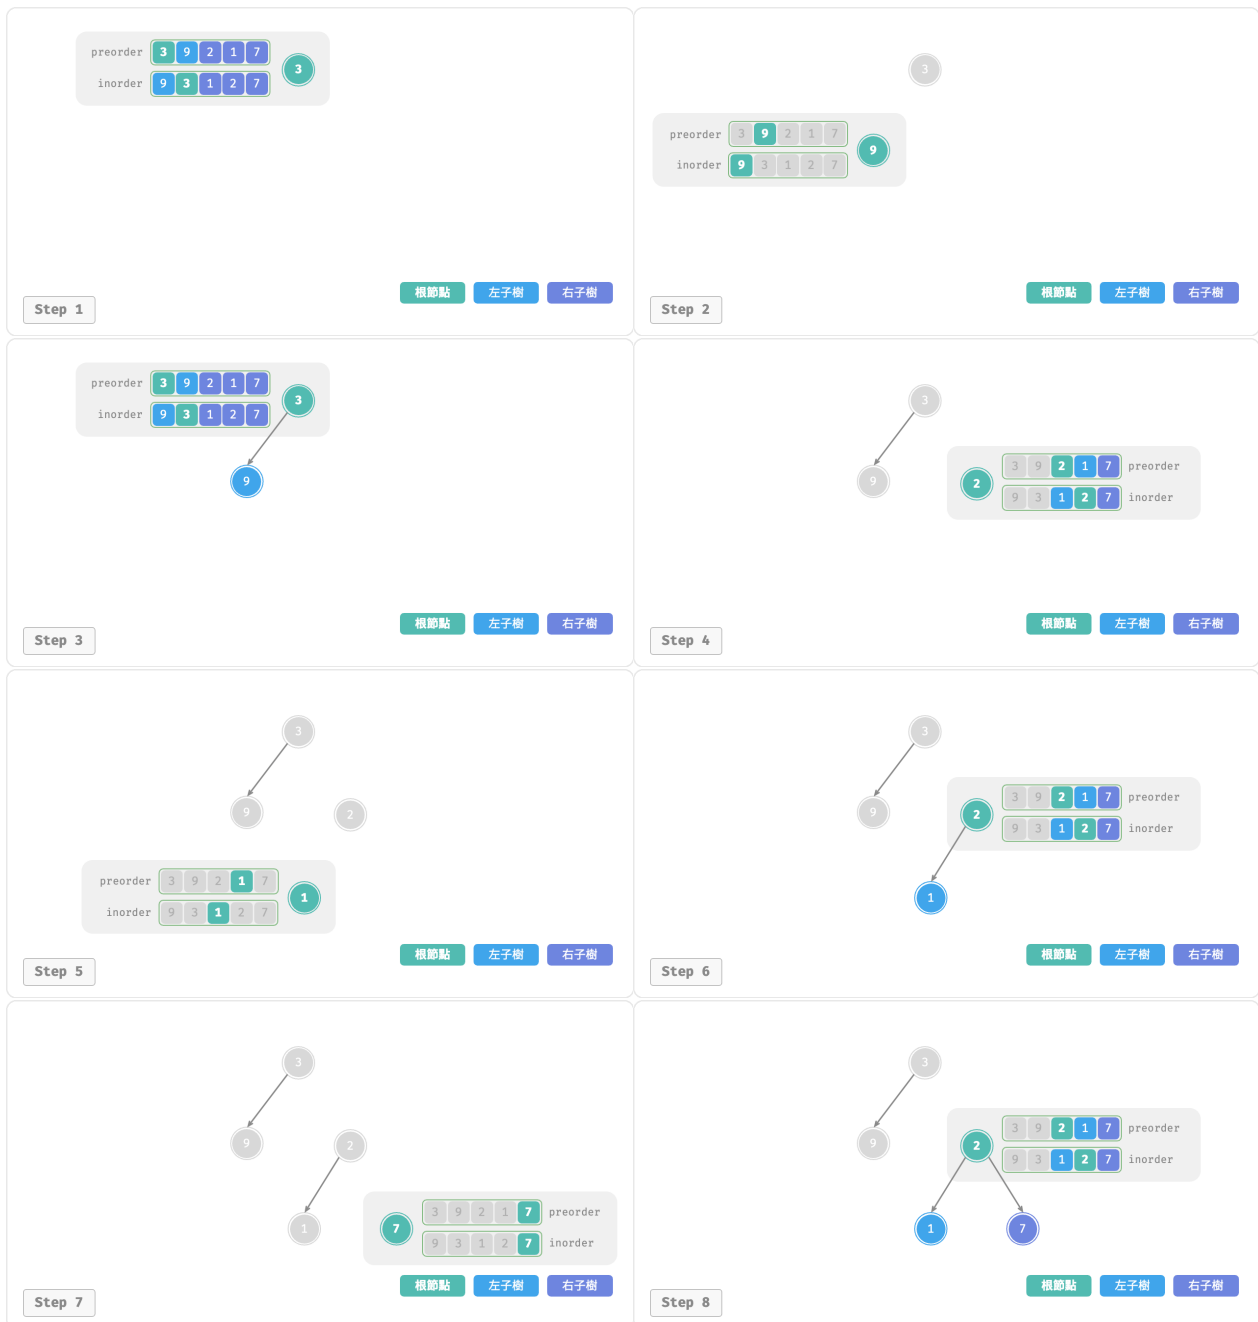 preorder 3 9 2 1 7
3
inorder 9 3 1 2 7
根節點 左子樹 右子樹
Step 1
3
preorder 3 9 2 1 7
9
inorder 9 3 1 2 7
根節點 左子樹 右子樹
Step 2
preorder 3 9 2 1 7
3
inorder 9 3 1 2 7
9
根節點 左子樹 右子樹
Step 3
3
3 9 2 1 7 preorder
9 2
9 3 1 2 7 inorder
根節點 左子樹 右子樹
Step 4
3
9 2
preorder 3 9 2 1 7
1
inorder 9 3 1 2 7
根節點 左子樹 右子樹
Step 5
3
3 9 2 1 7 preorder
9 2
9 3 1 2 7 inorder
1
根節點 左子樹 右子樹
Step 6
3
9 2
3 9 2 1 7 preorder
1 7
9 3 1 2 7 inorder
根節點 左子樹 右子樹
Step 7
3
3 9 2 1 7 preorder
9 2
9 3 1 2 7 inorder
1 7
根節點 左子樹 右子樹
Step 8